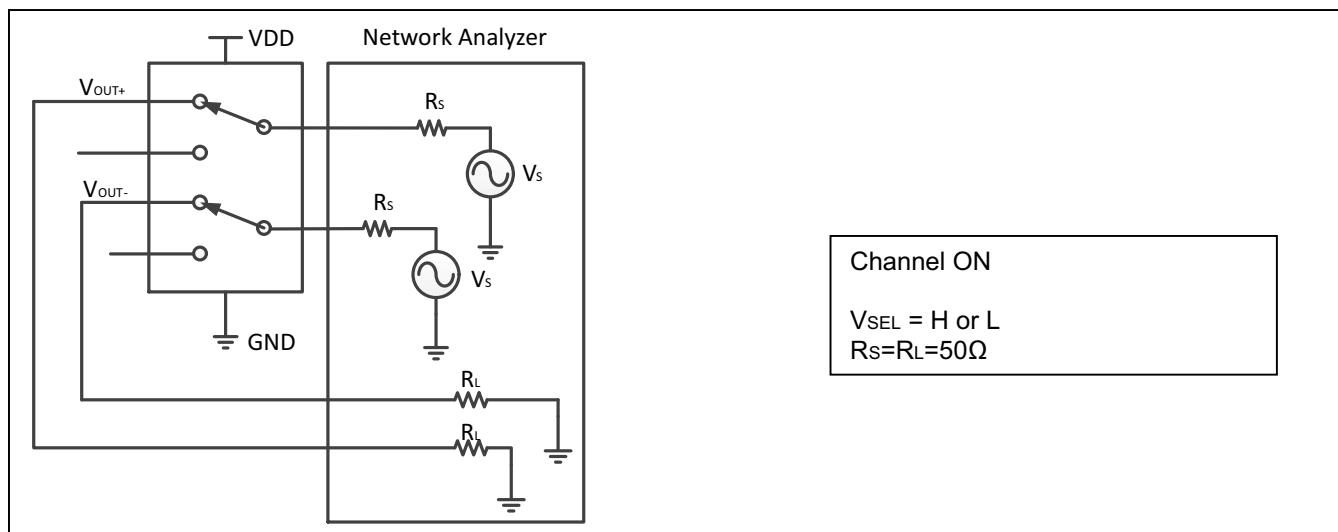 VDD
Network Analyzer
VOUT+
RS
VS
VOUT-
RS
VS
GND
RL
RL
Channel ON
VSEL = H or L
RS=RL=50Ω